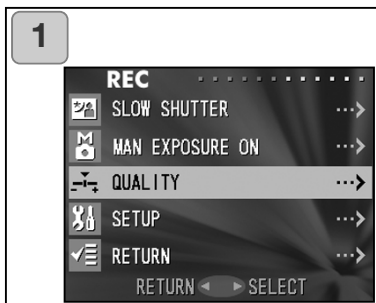 1
REC
SLOW SHUTTER
MAN EXPOSURE ON
QUALITY
SETUP
RETURN
RETURN SELECT